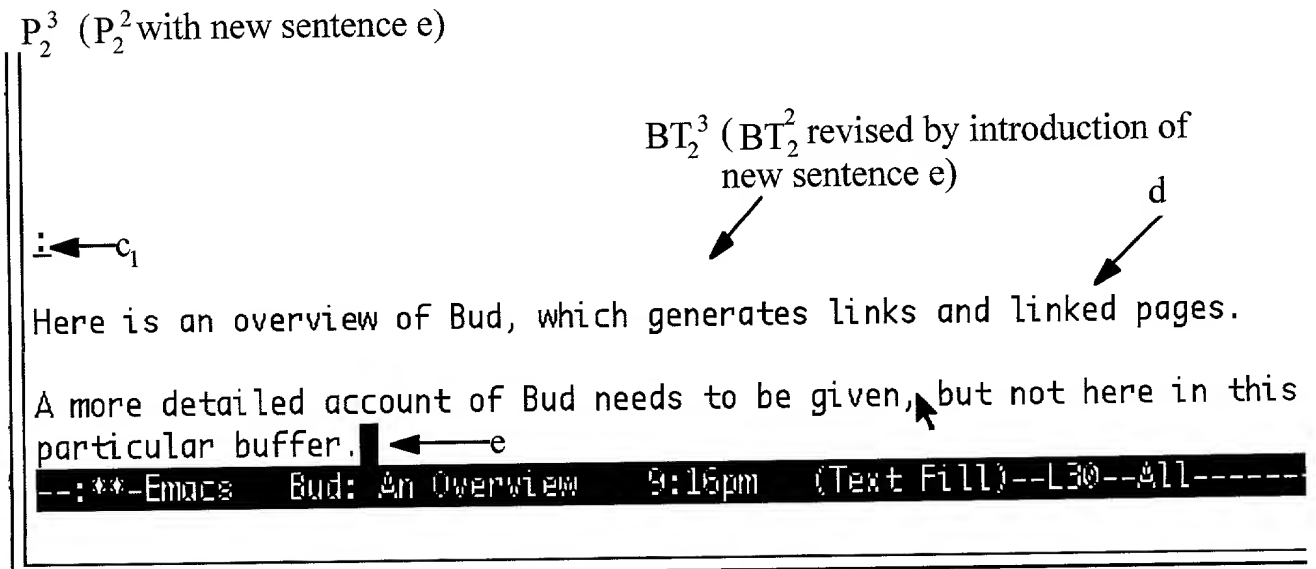 P₂³ (P₂² with new sentence e)
BT₂³ (BT₂² revised by introduction of
new sentence e)
d
c₁
Here is an overview of Bud, which generates links and linked pages.
A more detailed account of Bud needs to be given, but not here in this
particular buffer.
e
--:**-Emacs Bud: An Overview 9:16pm (Text Fill)--L30--All------